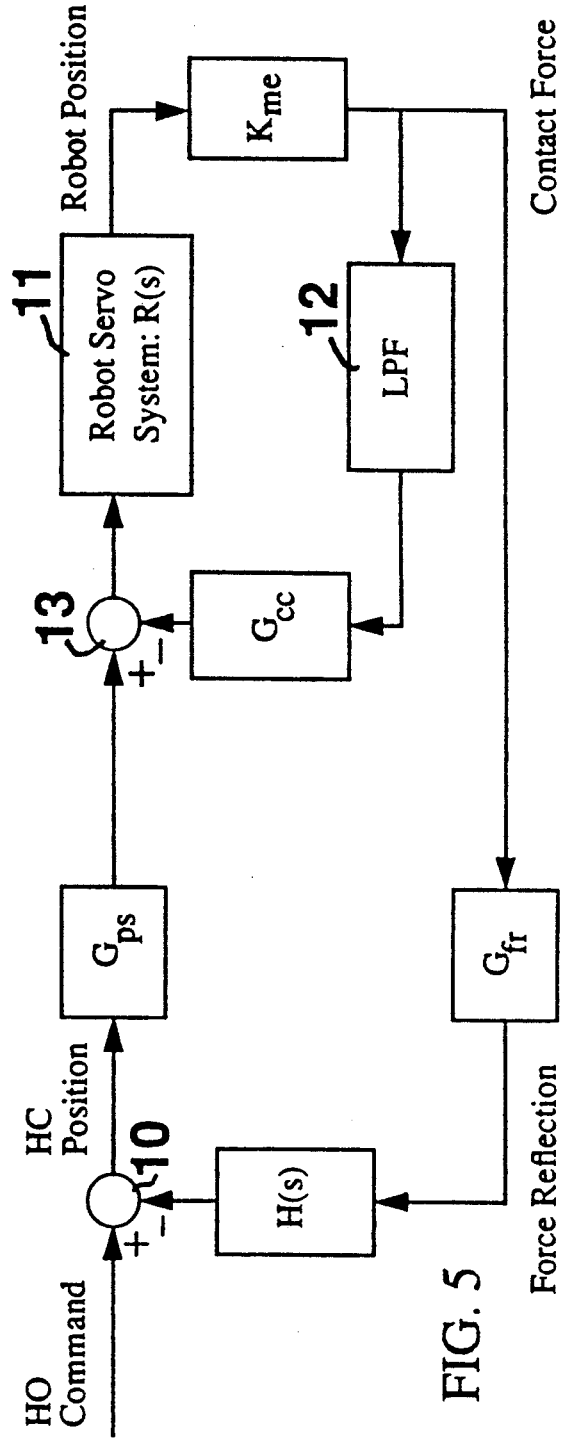 HO
Command
+
−
10
HC
Position
G_ps
+
−
13
11
Robot Servo
System: R(s)
Robot Position
K_me
12
LPF
G_cc
H(s)
G_fr
Force Reflection
Contact Force
FIG. 5